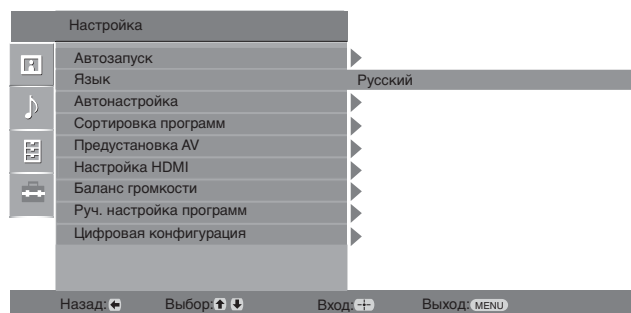 Настройка
Автозапуск
Язык Русский
Автонастройка
Сортировка программ
Предустановка AV
Настройка HDMI
Баланс громкости
Руч. настройка программ
Цифровая конфигурация
Назад: Выбор: Вход: Выход: MENU